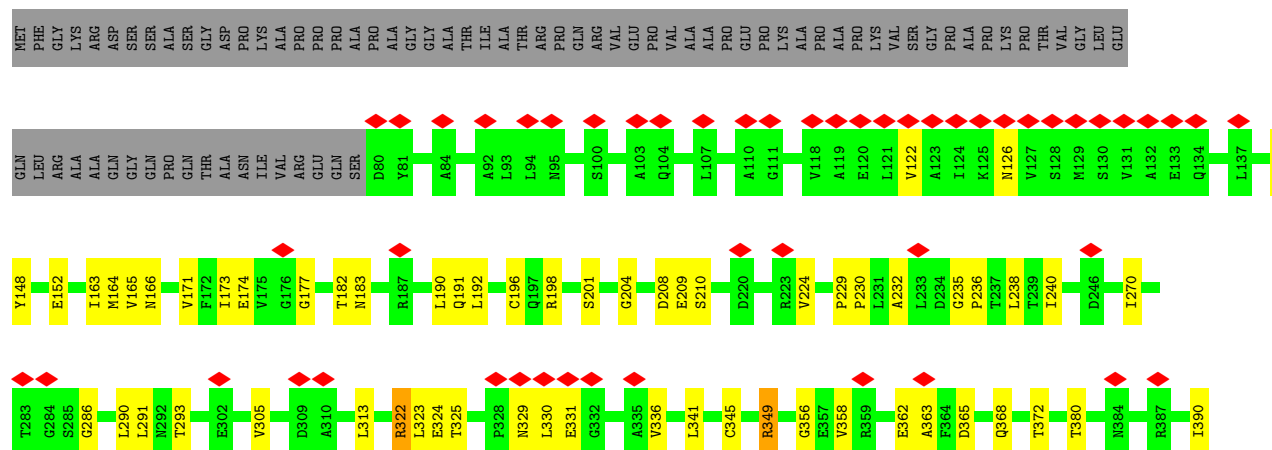 MET PHE GLY LYS ARG ASP SER SER ALA SER GLY ASP PRO LYS ALA PRO PRO PRO ALA PRO ALA GLY GLY ALA THR ILE ALA THR ARG PRO GLN ARG VAL GLU PRO VAL ALA ALA PRO GLU PRO LYS ALA PRO ALA PRO LYS VAL SER GLY PRO ALA PRO LYS PRO THR VAL GLY LEU GLU
GLN LEU ARG ALA ALA GLN GLY GLN PRO GLN THR ALA ASN ILE VAL ARG GLU GLN SER D80 Y81 A84 A92 L93 L94 N95 S100 A103 Q104 L107 A110 G111 V118 A119 E120 L121 V122 A123 I124 K125 N126 V127 S128 M129 S130 V131 A132 E133 Q134 L137
Y148 E152 I163 M164 V165 N166 V171 F172 I173 E174 V175 G176 G177 T182 N183 R187 L190 Q191 L192 C196 Q197 R198 S201 G204 D208 E209 S210 D220 R223 V224 P229 P230 L231 A232 L233 D234 G235 P236 T237 L238 T239 I240 D246 I270
T283 G284 S285 G286 L290 L291 N292 T293 E302 V305 D309 A310 L313 R322 L323 E324 T325 P328 N329 L330 E331 G332 A335 V336 L341 C345 R349 G356 E357 V358 R359 E362 A363 F364 D365 Q368 T372 T380 N384 R387 I390